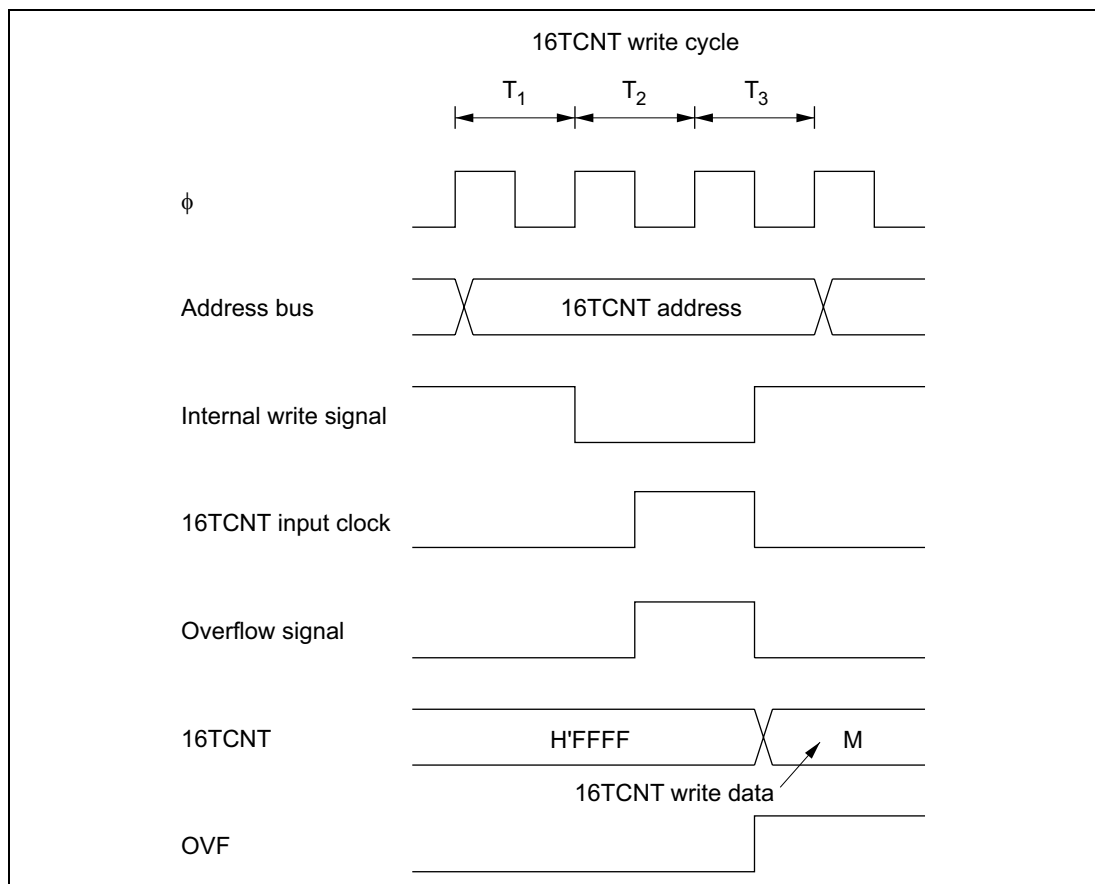 16TCNT write cycle
T1 T2 T3
ϕ
Address bus 16TCNT address
Internal write signal
16TCNT input clock
Overflow signal
16TCNT H'FFFF M
16TCNT write data
OVF